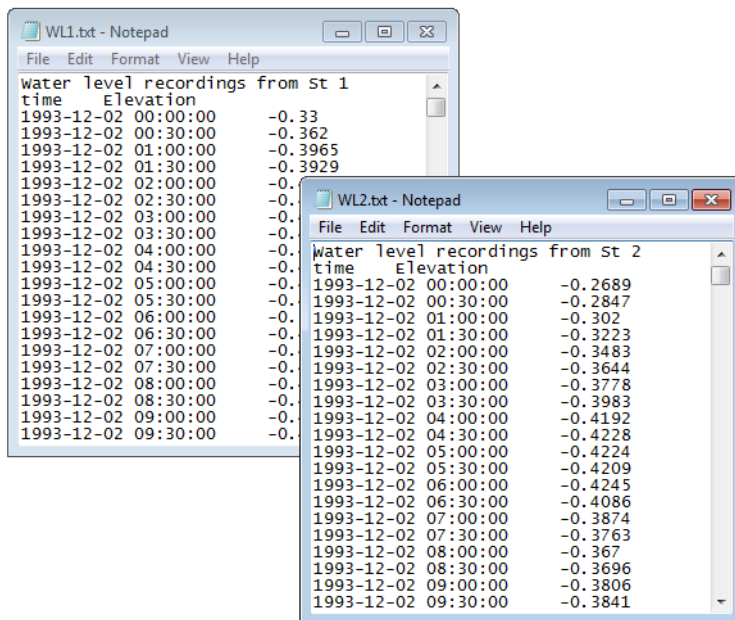 WL1.txt - Notepad
File Edit Format View Help
Water level recordings from St 1
time Elevation
1993-12-02 00:00:00 -0.33
1993-12-02 00:30:00 -0.362
1993-12-02 01:00:00 -0.3965
1993-12-02 01:30:00 -0.3929
1993-12-02 02:00:00 -0.
1993-12-02 02:30:00 -0.
1993-12-02 03:00:00 -0.
1993-12-02 03:30:00 -0.
1993-12-02 04:00:00 -0.
1993-12-02 04:30:00 -0.
1993-12-02 05:00:00 -0.
1993-12-02 05:30:00 -0.
1993-12-02 06:00:00 -0.
1993-12-02 06:30:00 -0.
1993-12-02 07:00:00 -0.
1993-12-02 07:30:00 -0.
1993-12-02 08:00:00 -0.
1993-12-02 08:30:00 -0.
1993-12-02 09:00:00 -0.
1993-12-02 09:30:00 -0.
WL2.txt - Notepad
File Edit Format View Help
Water level recordings from St 2
time Elevation
1993-12-02 00:00:00 -0.2689
1993-12-02 00:30:00 -0.2847
1993-12-02 01:00:00 -0.302
1993-12-02 01:30:00 -0.3223
1993-12-02 02:00:00 -0.3483
1993-12-02 02:30:00 -0.3644
1993-12-02 03:00:00 -0.3778
1993-12-02 03:30:00 -0.3983
1993-12-02 04:00:00 -0.4192
1993-12-02 04:30:00 -0.4228
1993-12-02 05:00:00 -0.4224
1993-12-02 05:30:00 -0.4209
1993-12-02 06:00:00 -0.4245
1993-12-02 06:30:00 -0.4086
1993-12-02 07:00:00 -0.3874
1993-12-02 07:30:00 -0.3763
1993-12-02 08:00:00 -0.367
1993-12-02 08:30:00 -0.3696
1993-12-02 09:00:00 -0.3806
1993-12-02 09:30:00 -0.3841